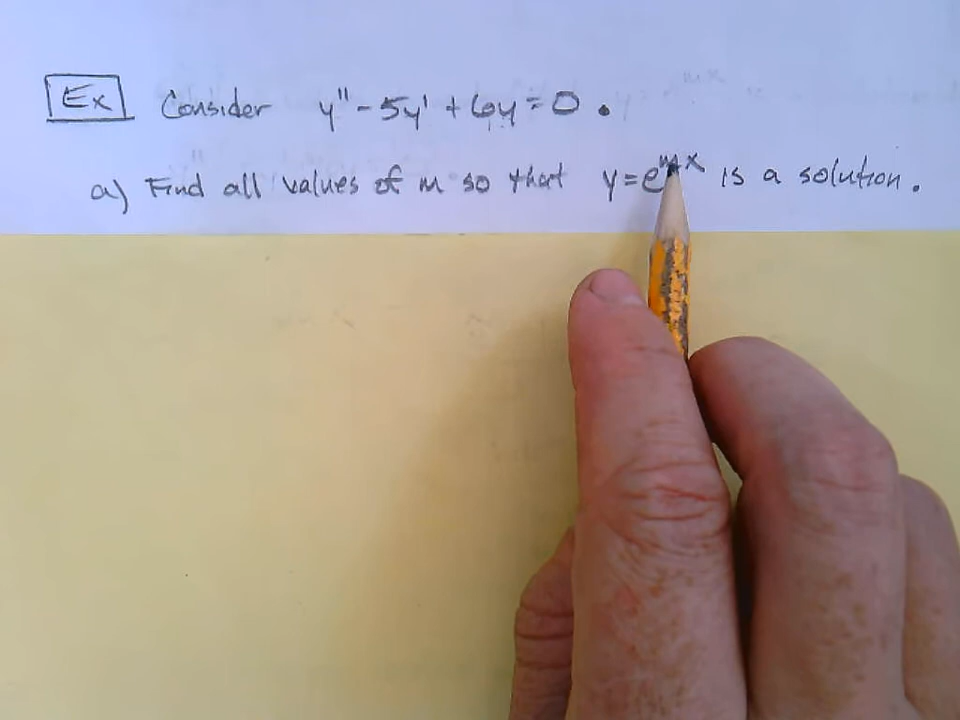 Ex Consider y'' - 5y' + 6y = 0.
a) Find all values of m so that y = e^mx is a solution.